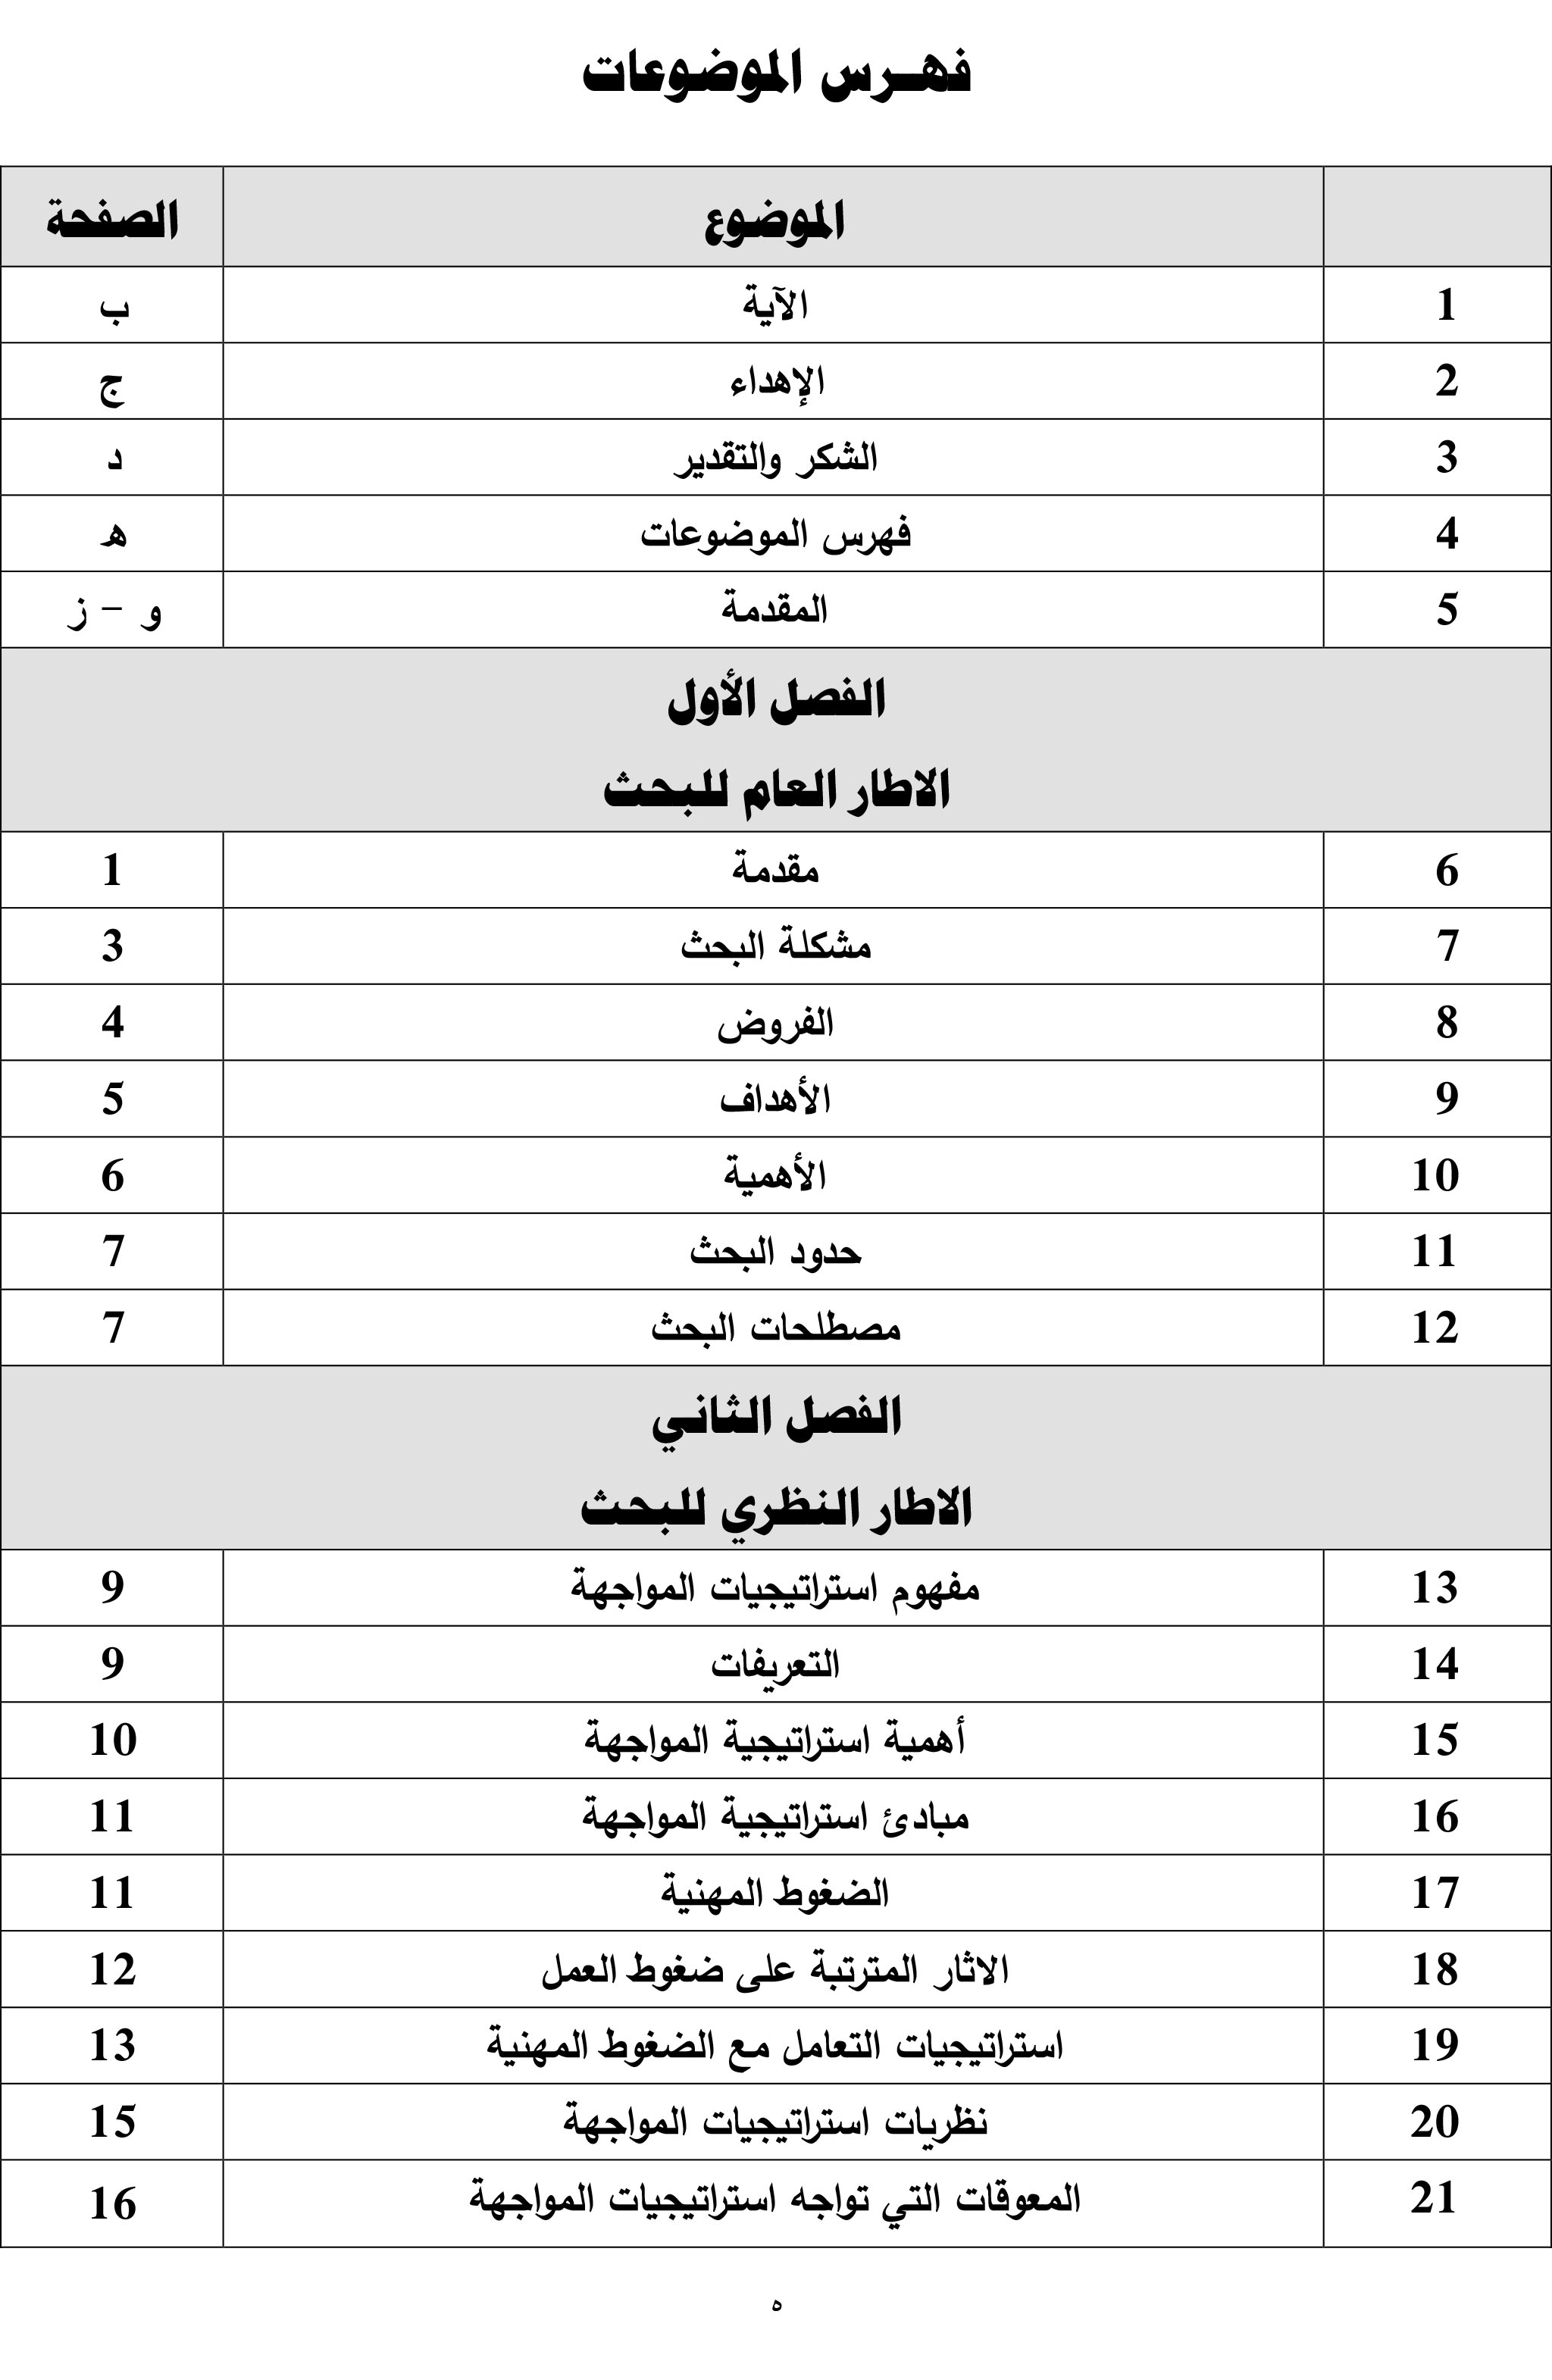 فهـرس الموضوعات
الموضوع الصفحة
1 الآية ب
2 الإهداء ج
3 الشكر والتقدير د
4 فهرس الموضوعات هـ
5 المقدمة و – ز
الفصل الأول
الاطار العام للبحث
6 مقدمة 1
7 مشكلة البحث 3
8 الفروض 4
9 الأهداف 5
10 الأهمية 6
11 حدود البحث 7
12 مصطلحات البحث 7
الفصل الثاني
الاطار النظري للبحث
13 مفهوم استراتيجيات المواجهة 9
14 التعريفات 9
15 أهمية استراتيجية المواجهة 10
16 مبادئ استراتيجية المواجهة 11
17 الضغوط المهنية 11
18 الاثار المترتبة على ضغوط العمل 12
19 استراتيجيات التعامل مع الضغوط المهنية 13
20 نظريات استراتيجيات المواجهة 15
21 المعوقات التي تواجه استراتيجيات المواجهة 16
ه